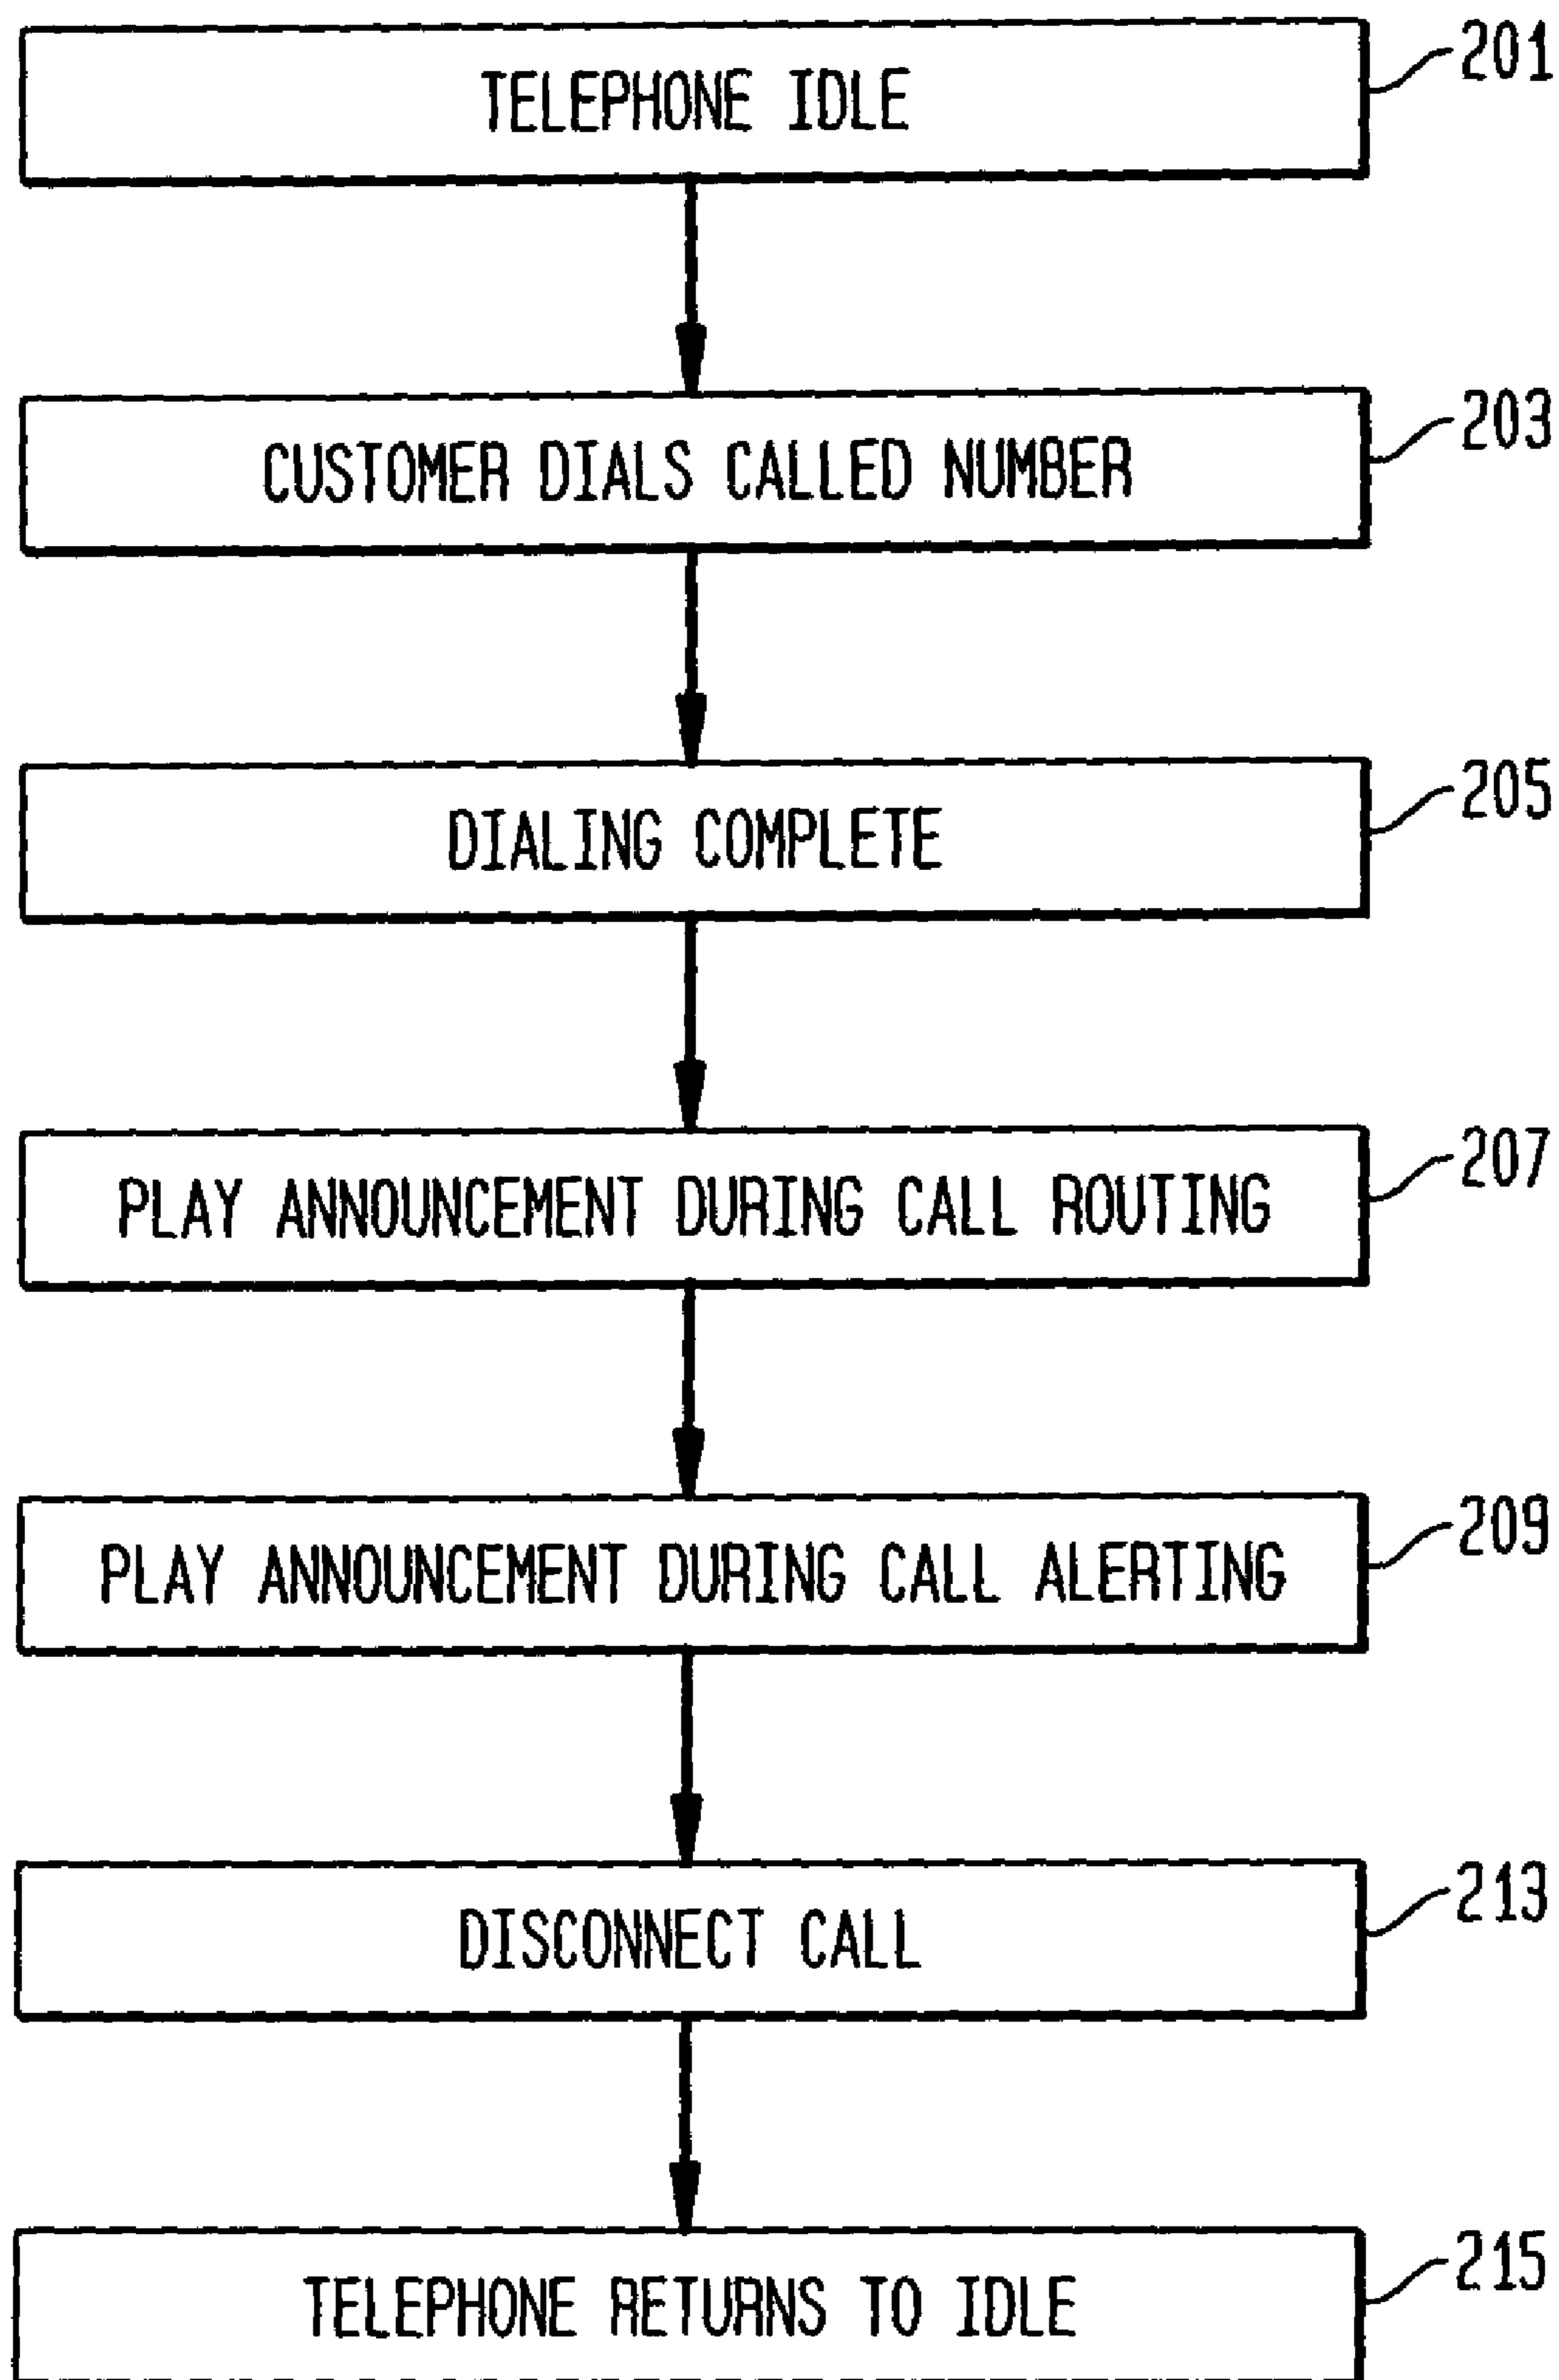 TELEPHONE IDLE 201
CUSTOMER DIALS CALLED NUMBER 203
DIALING COMPLETE 205
PLAY ANNOUNCEMENT DURING CALL ROUTING 207
PLAY ANNOUNCEMENT DURING CALL ALERTING 209
DISCONNECT CALL 213
TELEPHONE RETURNS TO IDLE 215